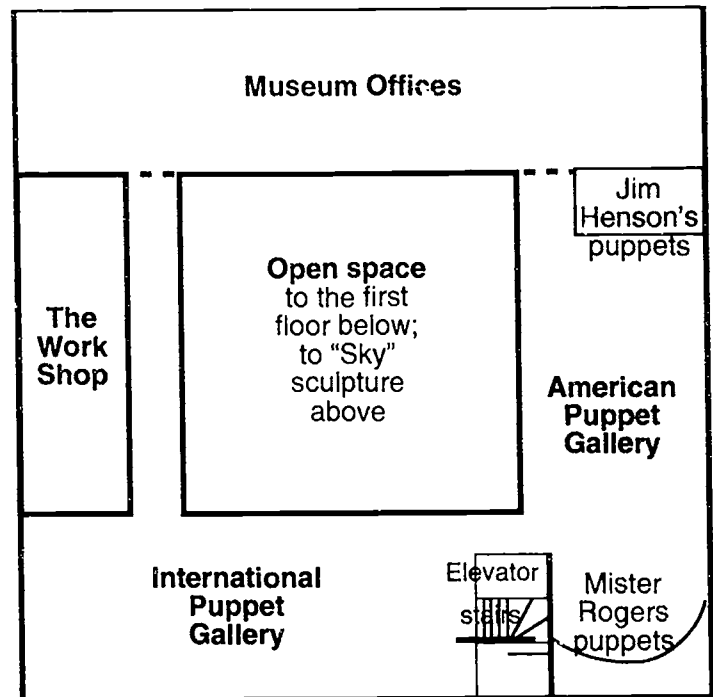 Museum Offices
Jim
Henson's
puppets
Open space
to the first
floor below;
to "Sky"
sculpture
above
The
Work
Shop
American
Puppet
Gallery
International
Puppet
Gallery
Elevator
stairs
Mister
Rogers
puppets